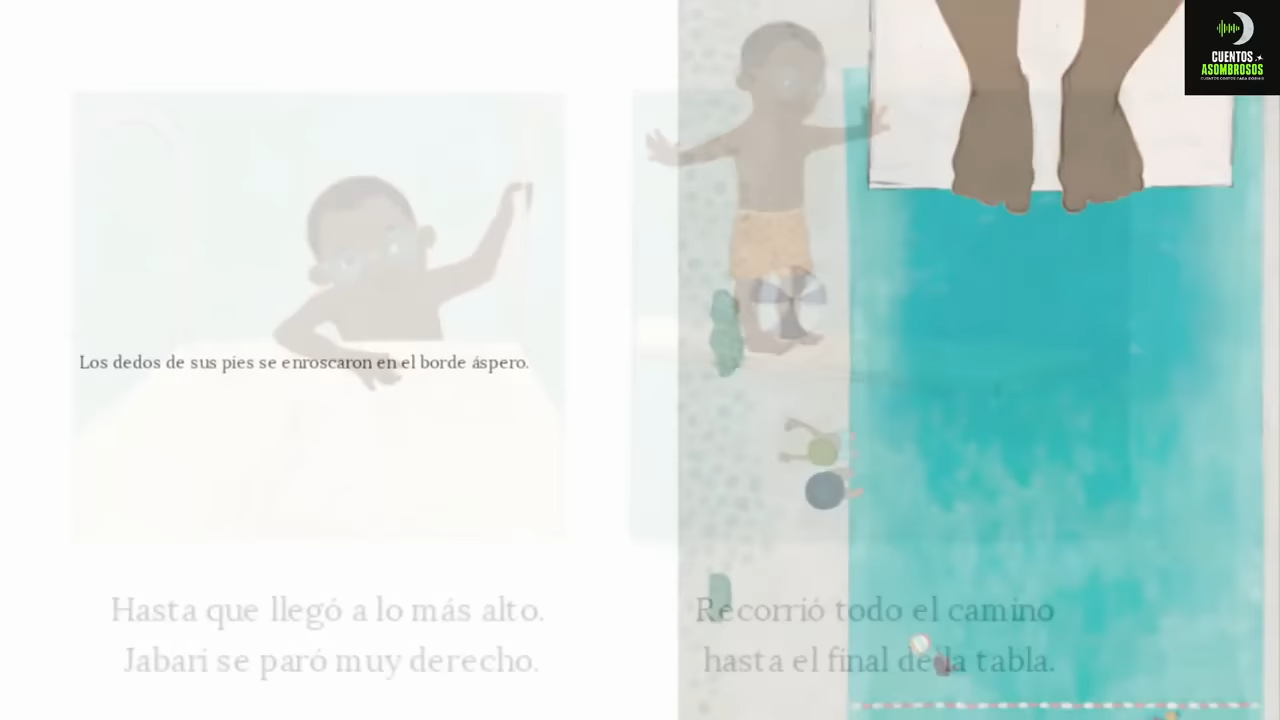 CUENTOS
ASOMBROSOS
Los dedos de sus pies se enroscaron en el borde áspero.
Hasta que llegó a lo más alto.
Jabari se paró muy derecho.
Recorrió todo el camino
hasta el final de la tabla.